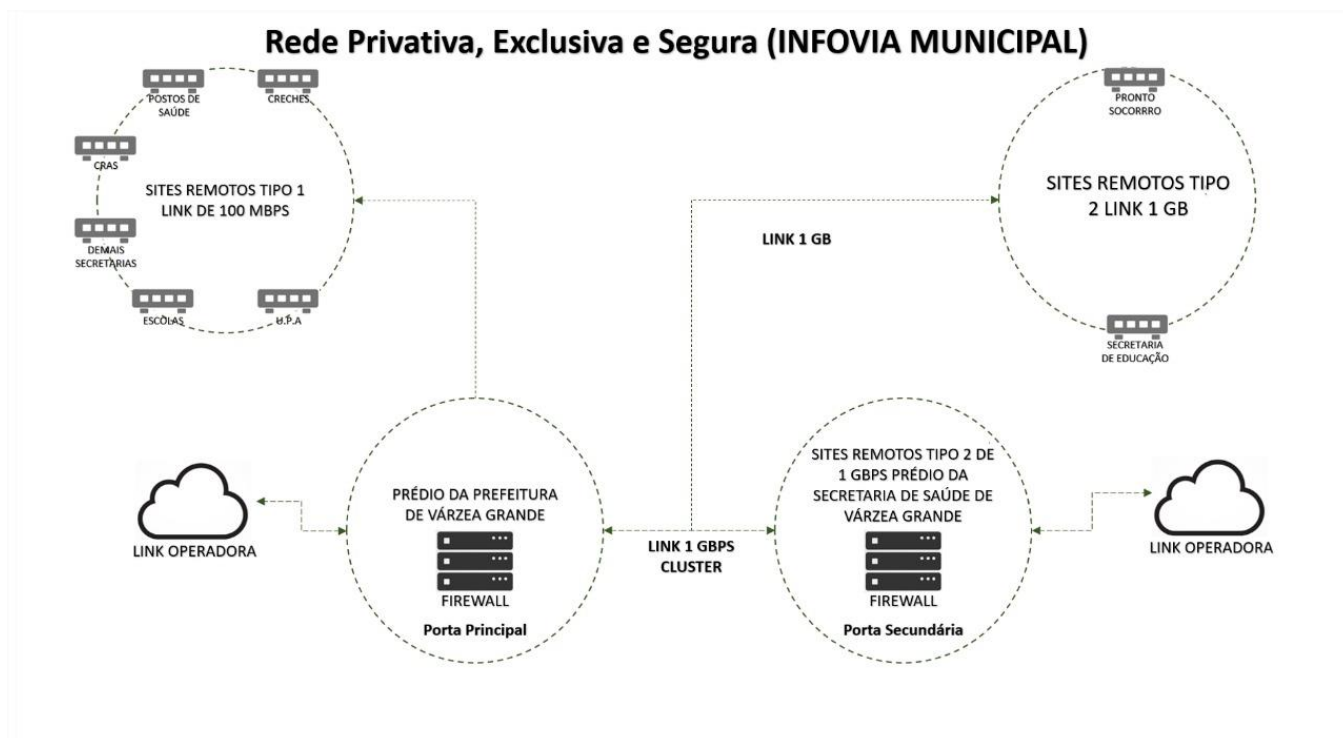 Rede Privativa, Exclusiva e Segura (INFOVIA MUNICIPAL)
POSTOS DE
SAÚDE
CRECHES
CRAS
SITES REMOTOS TIPO 1
LINK DE 100 MBPS
DEMAIS
SECRETARIAS
ESCOLAS
U.P.A
PRONTO
SOCORRRO
SITES REMOTOS TIPO
2 LINK 1 GB
LINK 1 GB
SECRETARIA
DE EDUCAÇÃO
LINK OPERADORA
PRÉDIO DA PREFEITURA
DE VÁRZEA GRANDE
FIREWALL
Porta Principal
LINK 1 GBPS
CLUSTER
SITES REMOTOS TIPO 2 DE
1 GBPS PRÉDIO DA
SECRETARIA DE SAÚDE DE
VÁRZEA GRANDE
FIREWALL
Porta Secundária
LINK OPERADORA